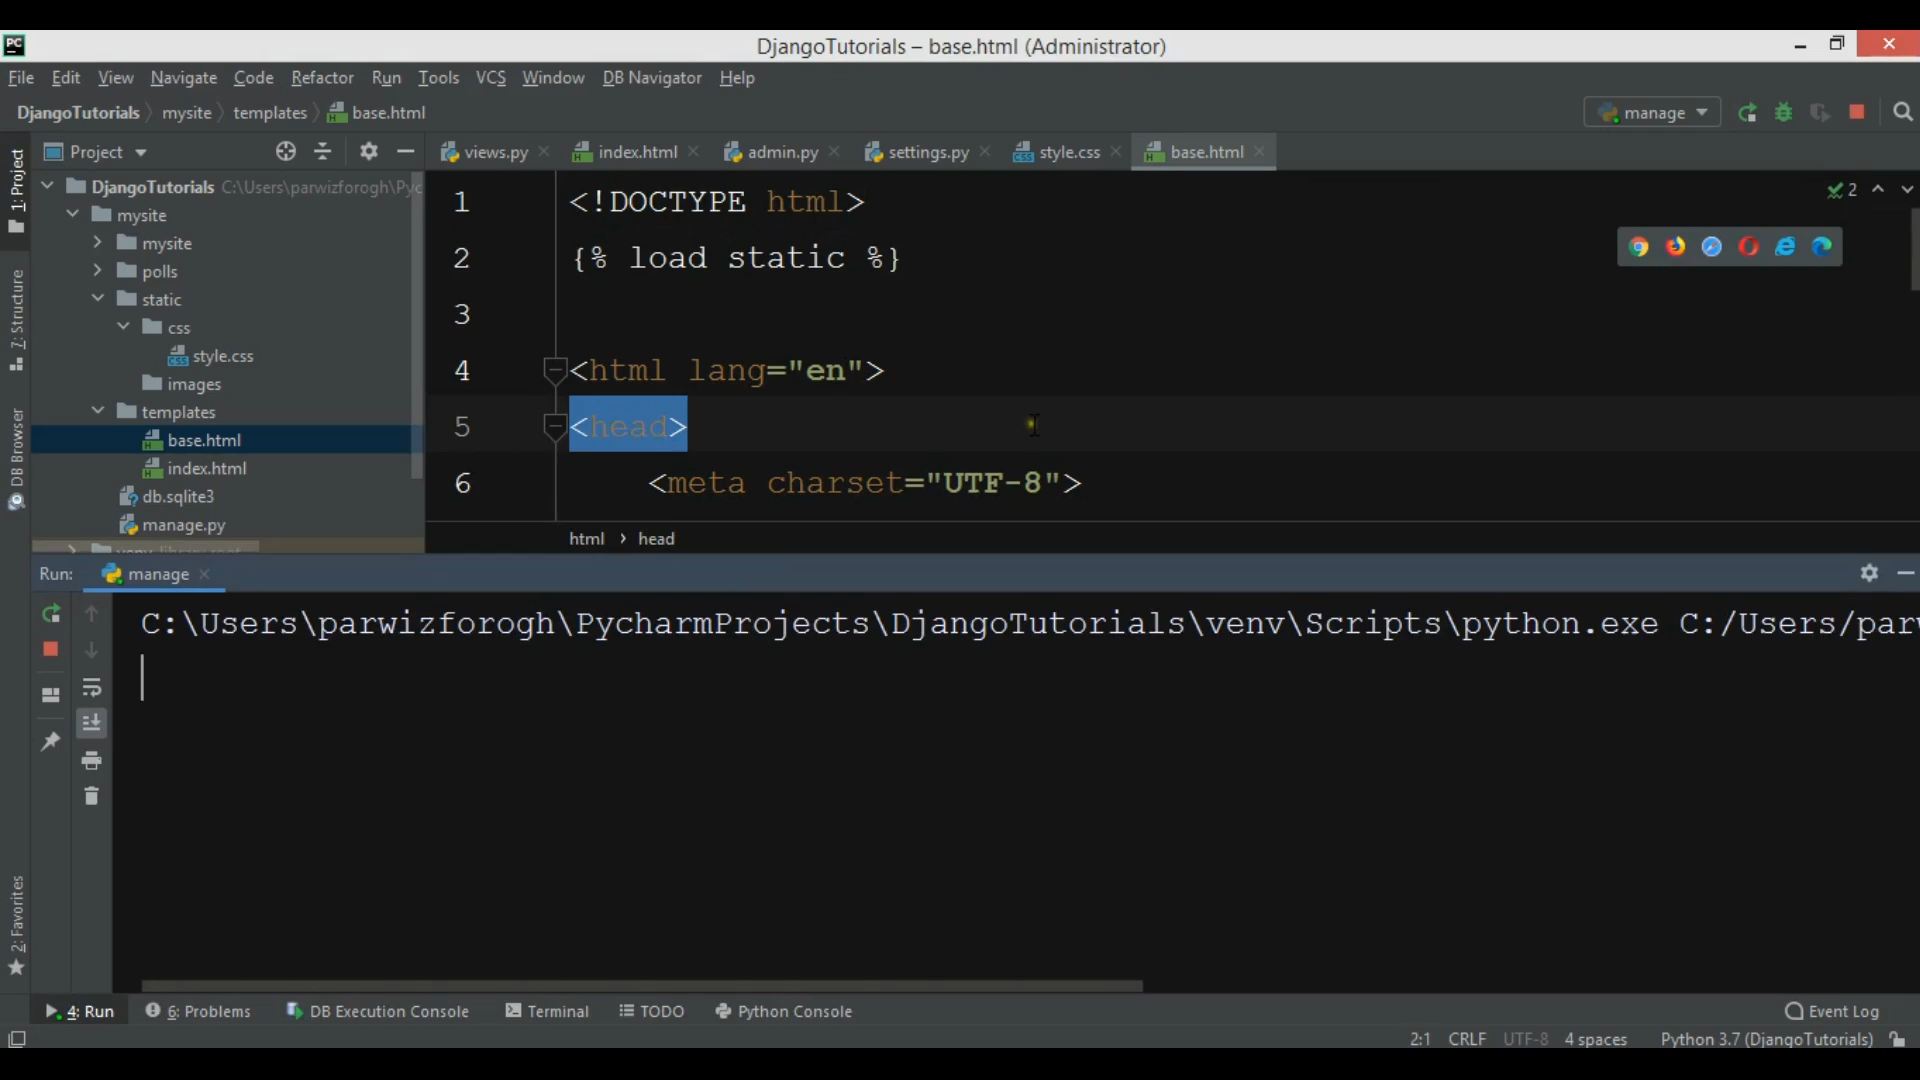 PC
DjangoTutorials – base.html (Administrator)
File Edit View Navigate Code Refactor Run Tools VCS Window DB Navigator Help
DjangoTutorials mysite templates base.html
manage
Project
views.py index.html admin.py settings.py style.css base.html
1: Project
7: Structure
DB Browser
2: Favorites
DjangoTutorials C:\Users\parwizforogh\Pyc
mysite
mysite
polls
static
css
style.css
images
templates
base.html
index.html
db.sqlite3
manage.py
2
1 <!DOCTYPE html>
2 {% load static %}
3
4 <html lang="en">
5 <head>
6 <meta charset="UTF-8">
html › head
Run: manage
C:\Users\parwizforogh\PycharmProjects\DjangoTutorials\venv\Scripts\python.exe C:/Users/parw
4: Run 6: Problems DB Execution Console Terminal TODO Python Console Event Log
2:1 CRLF UTF-8 4 spaces Python 3.7 (DjangoTutorials)